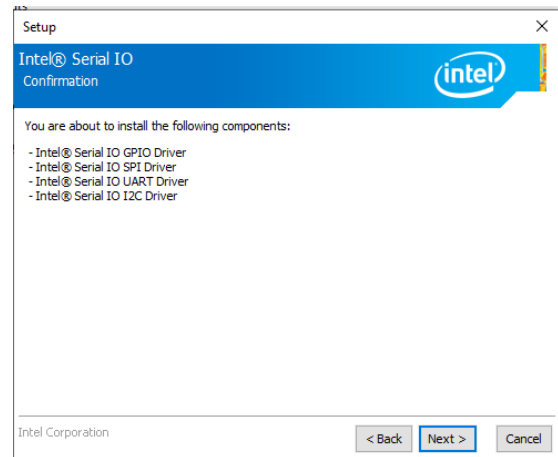 Setup
Intel® Serial IO
Confirmation
intel
You are about to install the following components:
- Intel® Serial IO GPIO Driver
- Intel® Serial IO SPI Driver
- Intel® Serial IO UART Driver
- Intel® Serial IO I2C Driver
Intel Corporation
< Back Next > Cancel